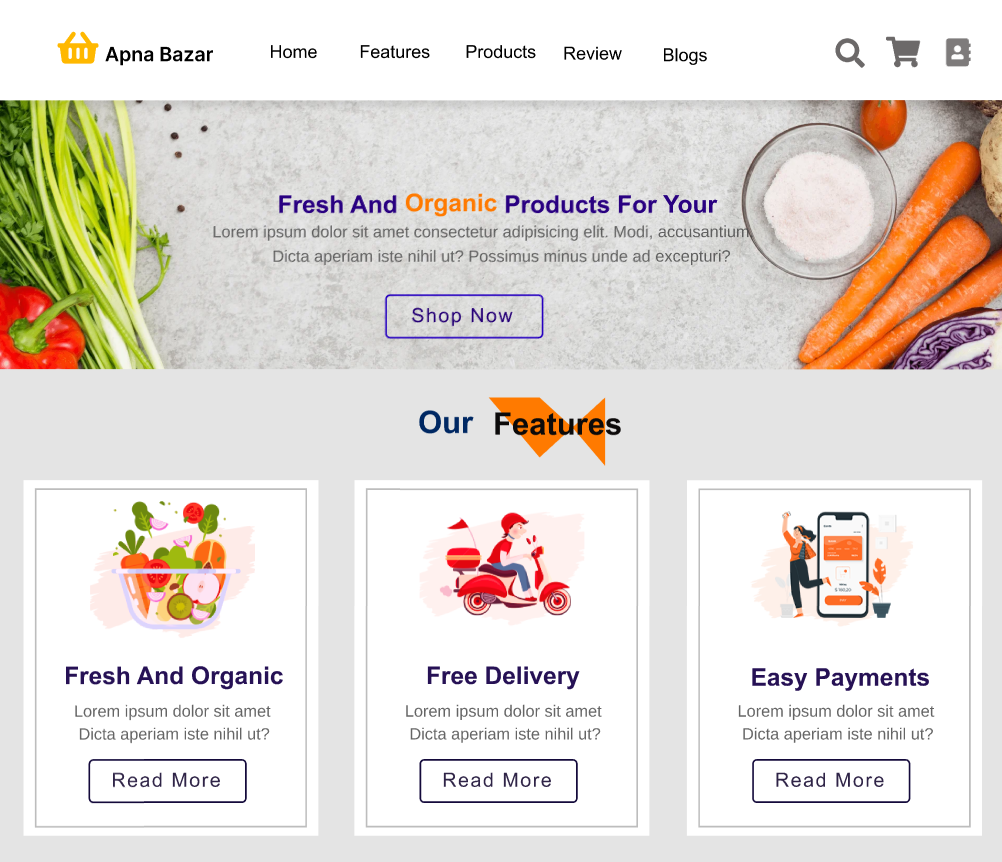 Apna Bazar Home Features Products Review Blogs
Fresh And Organic Products For Your
Lorem ipsum dolor sit amet consectetur adipisicing elit. Modi, accusantium
Dicta aperiam iste nihil ut? Possimus minus unde ad excepturi?
Shop Now
Our Features
Fresh And Organic
Lorem ipsum dolor sit amet
Dicta aperiam iste nihil ut?
Read More
Free Delivery
Lorem ipsum dolor sit amet
Dicta aperiam iste nihil ut?
Read More
Easy Payments
Lorem ipsum dolor sit amet
Dicta aperiam iste nihil ut?
Read More